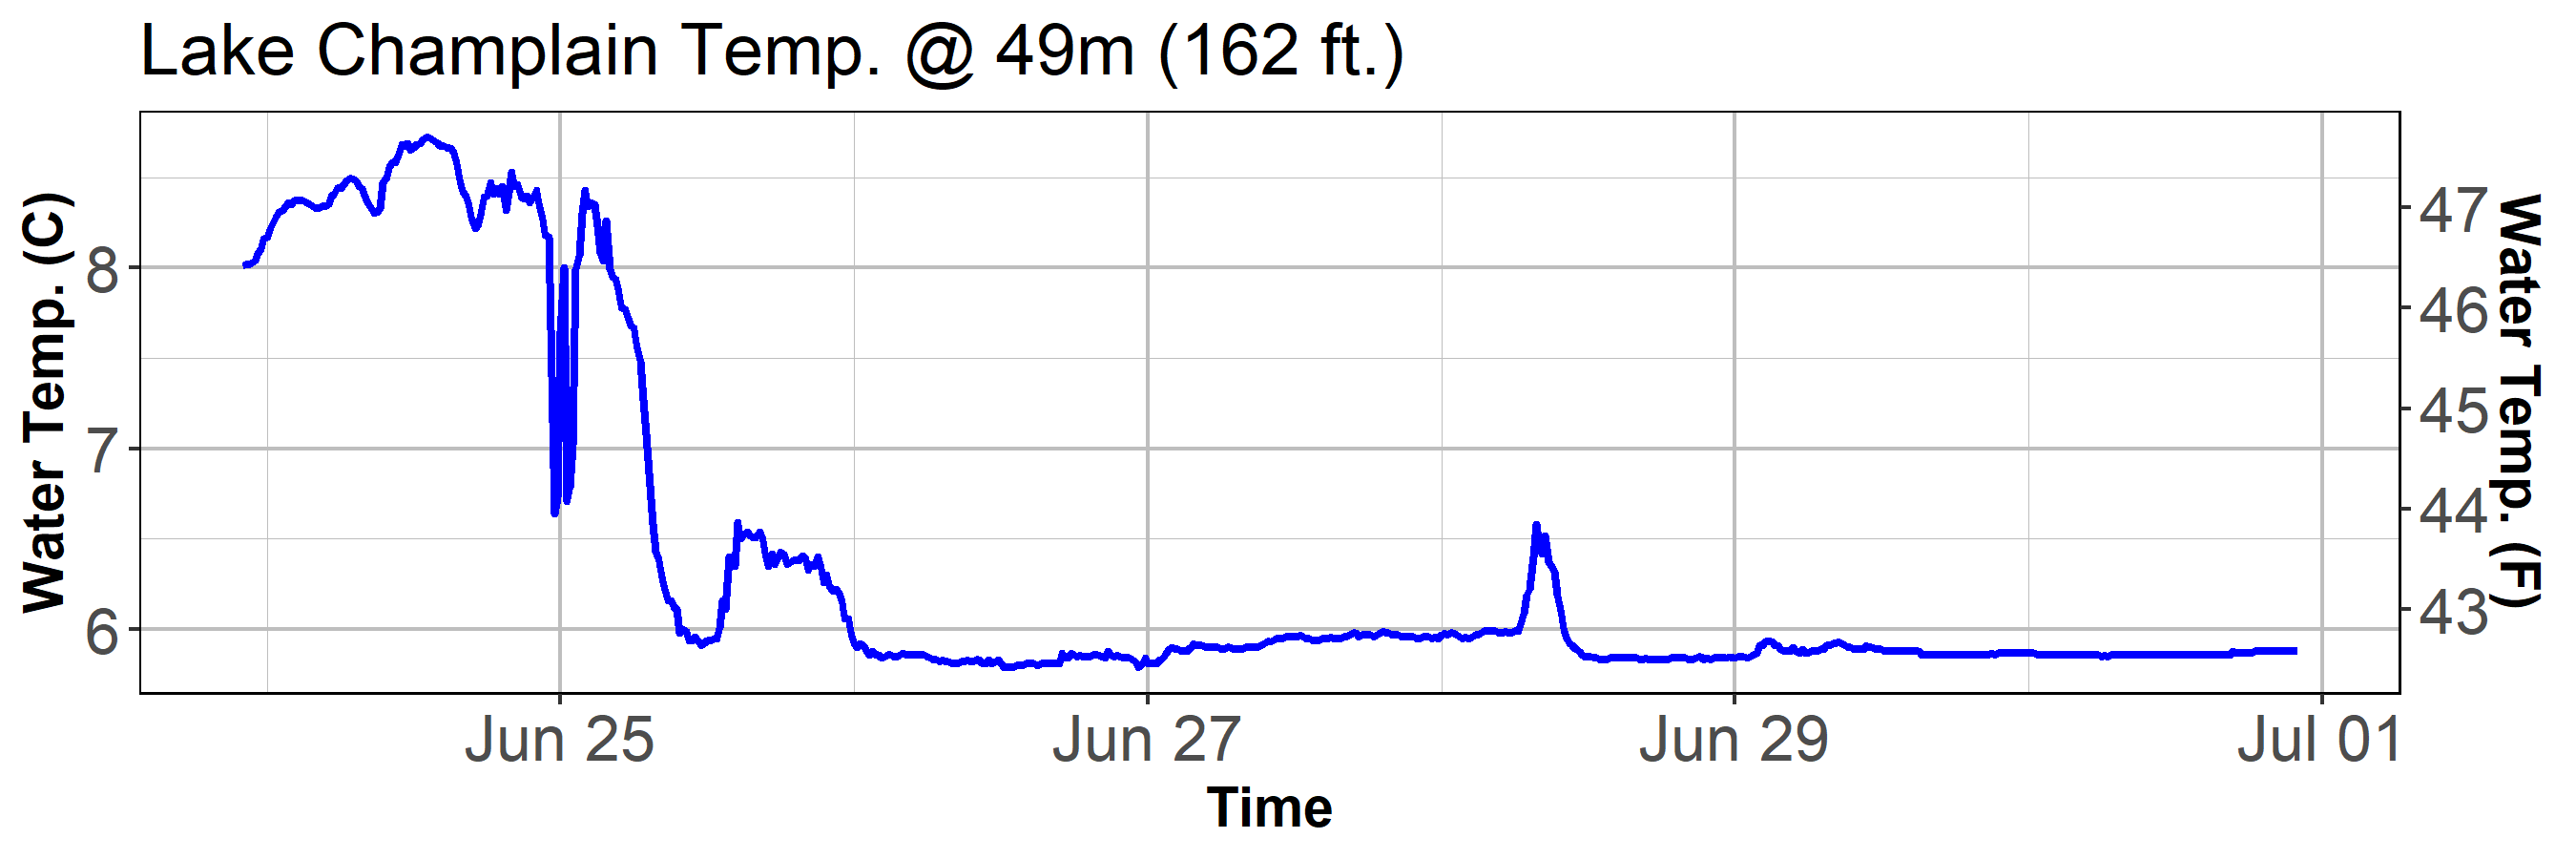 Lake Champlain Temp. @ 49m (162 ft.)
Water Temp. (C)
8
7
6
47
46
45
44
43
Water Temp. (F)
Jun 25 Jun 27 Jun 29 Jul 01
Time